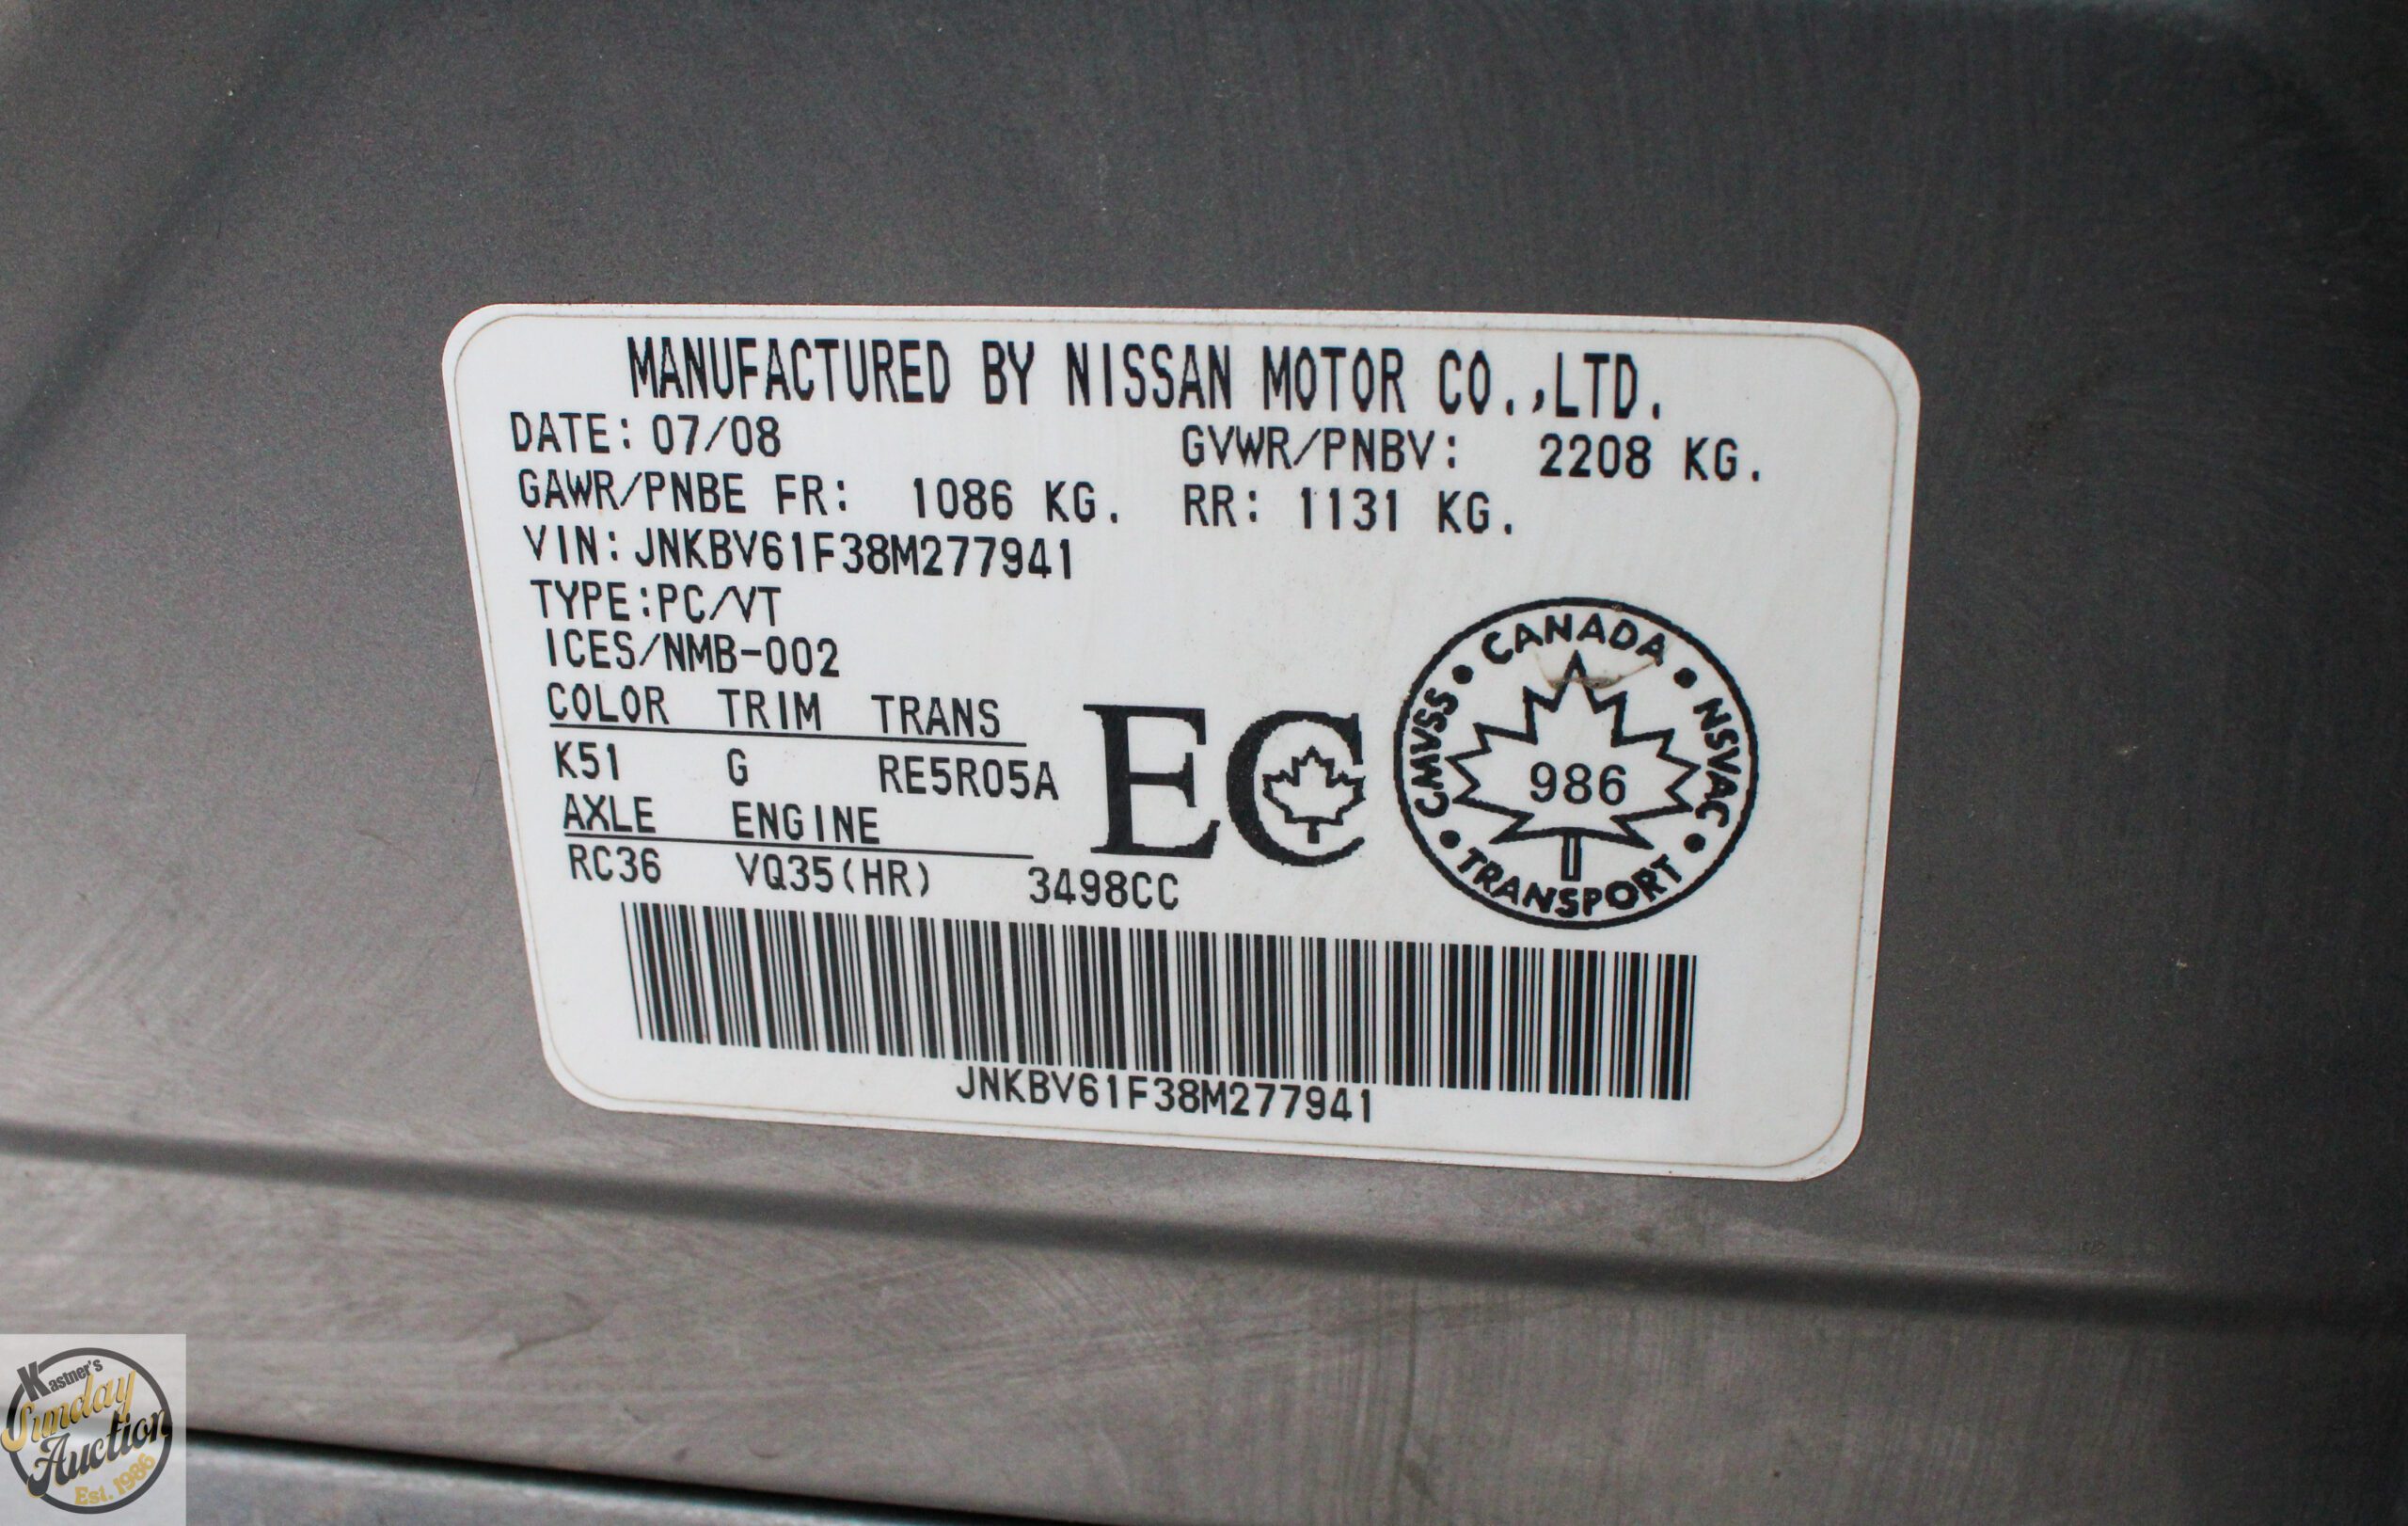 MANUFACTURED BY NISSAN MOTOR CO.,LTD.
DATE: 07/08 GVWR/PNBV: 2208 KG.
GAWR/PNBE FR: 1086 KG. RR: 1131 KG.
VIN: JNKBV61F38M277941
TYPE:PC/VT
ICES/NMB-002
COLOR TRIM TRANS
K51 G RE5R05A
AXLE ENGINE
RC36 VQ35(HR) 3498CC
EC
CANADA • NSVAC • TRANSPORT • CMVSS •
986
JNKBV61F38M277941
Kastner's
Sunday
Auction
Est. 1986